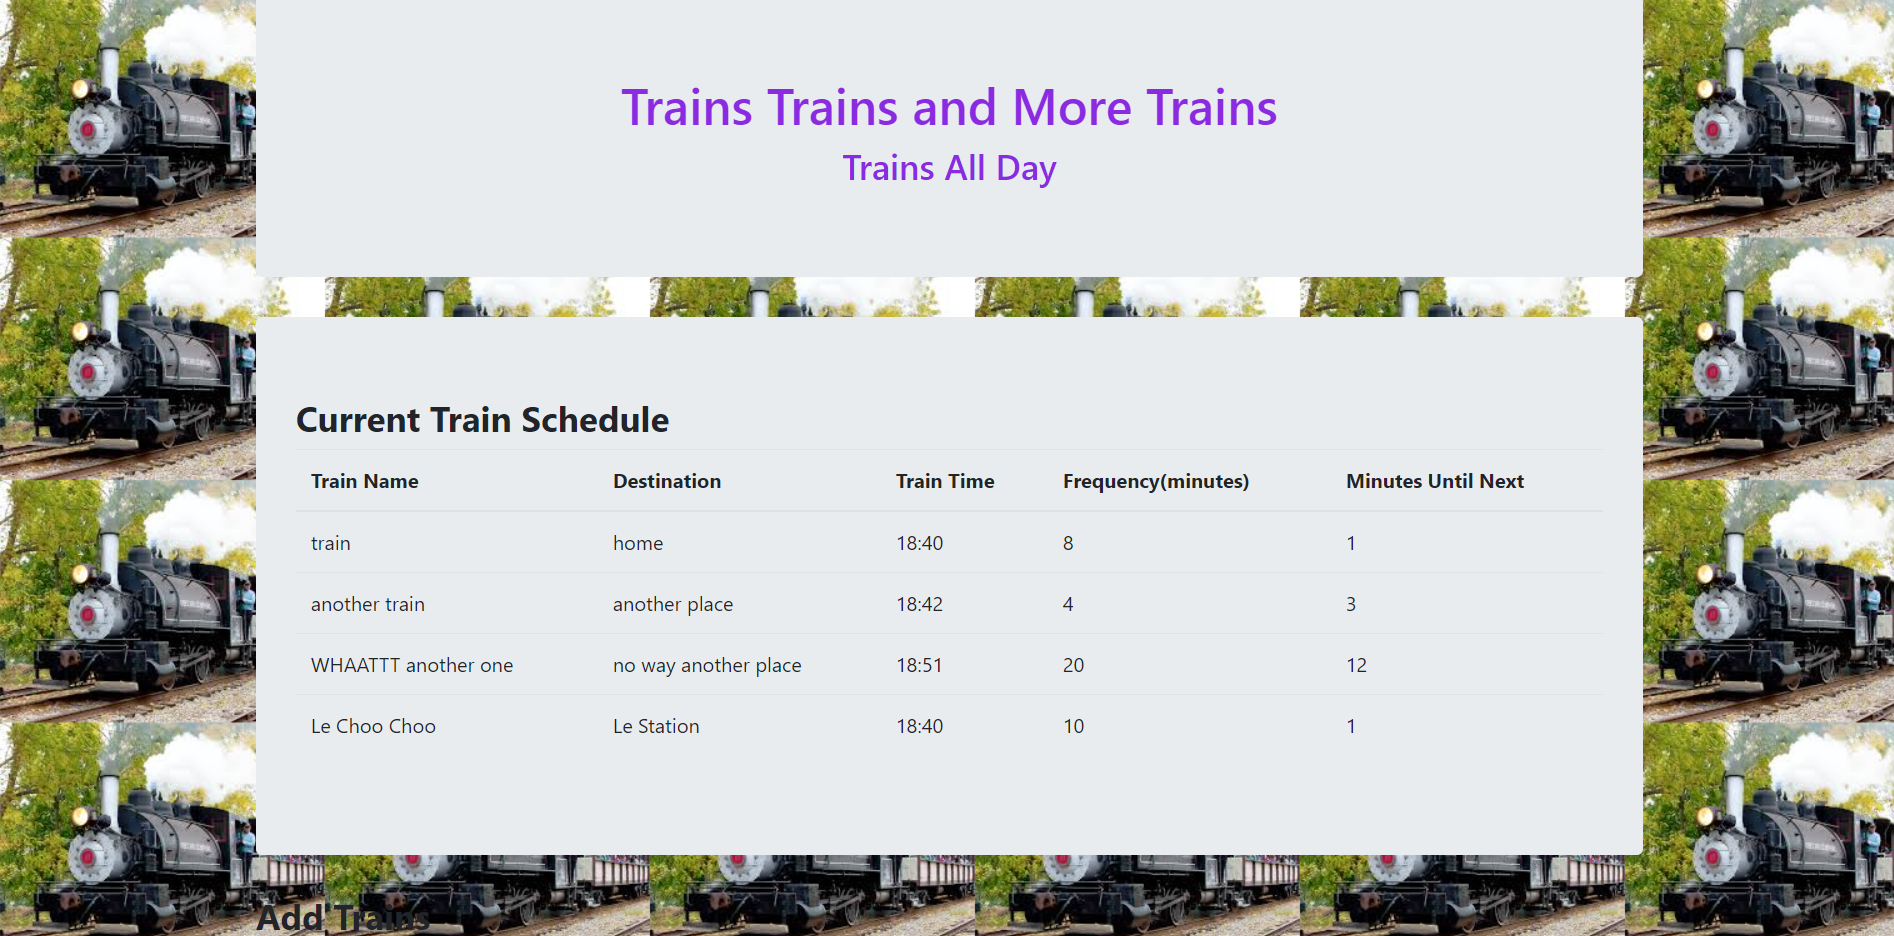 Trains Trains and More Trains
Trains All Day
Current Train Schedule
Train Name Destination Train Time Frequency(minutes) Minutes Until Next
train home 18:40 8 1
another train another place 18:42 4 3
WHAATTT another one no way another place 18:51 20 12
Le Choo Choo Le Station 18:40 10 1
Add Trains